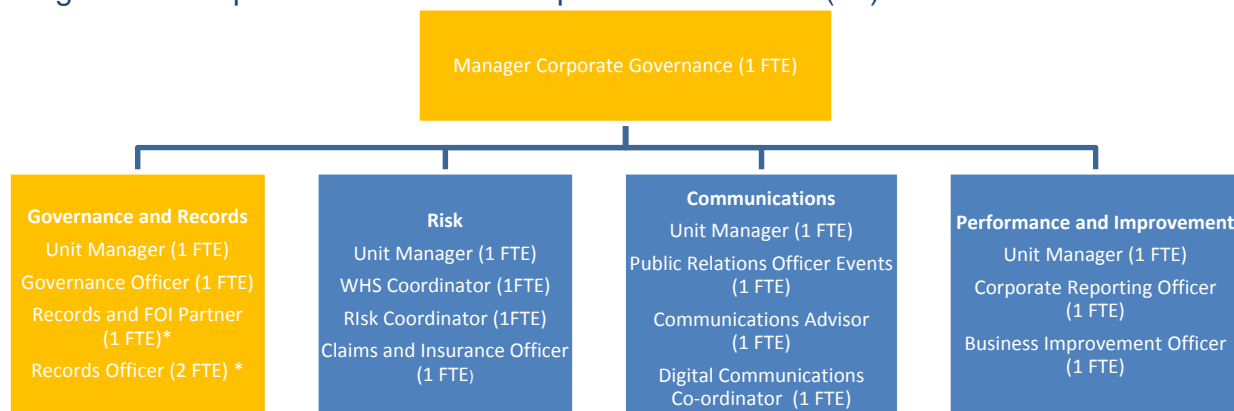 Manager Corporate Governance (1 FTE)
Governance and Records
Unit Manager (1 FTE)
Governance Officer (1 FTE)
Records and FOI Partner
(1 FTE)*
Records Officer (2 FTE) *
Risk
Unit Manager (1 FTE)
WHS Coordinator (1FTE)
RIsk Coordinator (1FTE)
Claims and Insurance Officer
(1 FTE)
Communications
Unit Manager (1 FTE)
Public Relations Officer Events
(1 FTE)
Communications Advisor
(1 FTE)
Digital Communications
Co-ordinator (1 FTE)
Performance and Improvement
Unit Manager (1 FTE)
Corporate Reporting Officer
(1 FTE)
Business Improvement Officer
(1 FTE)